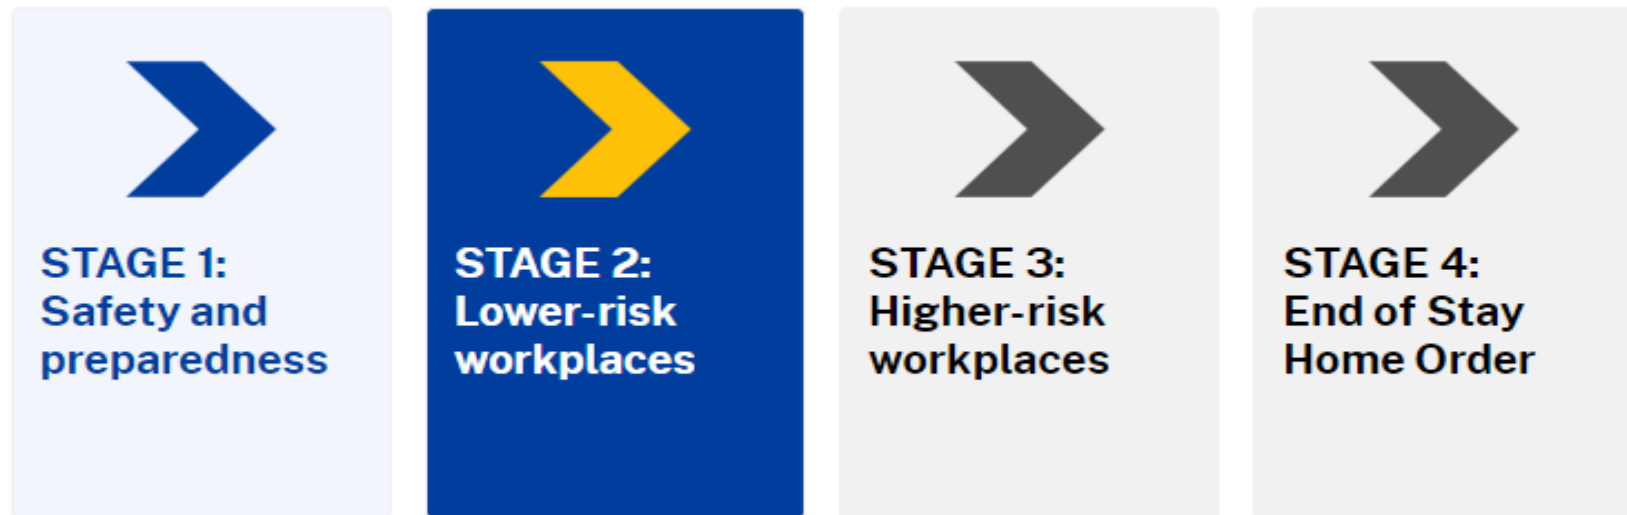 STAGE 1:
Safety and
preparedness
STAGE 2:
Lower-risk
workplaces
STAGE 3:
Higher-risk
workplaces
STAGE 4:
End of Stay
Home Order